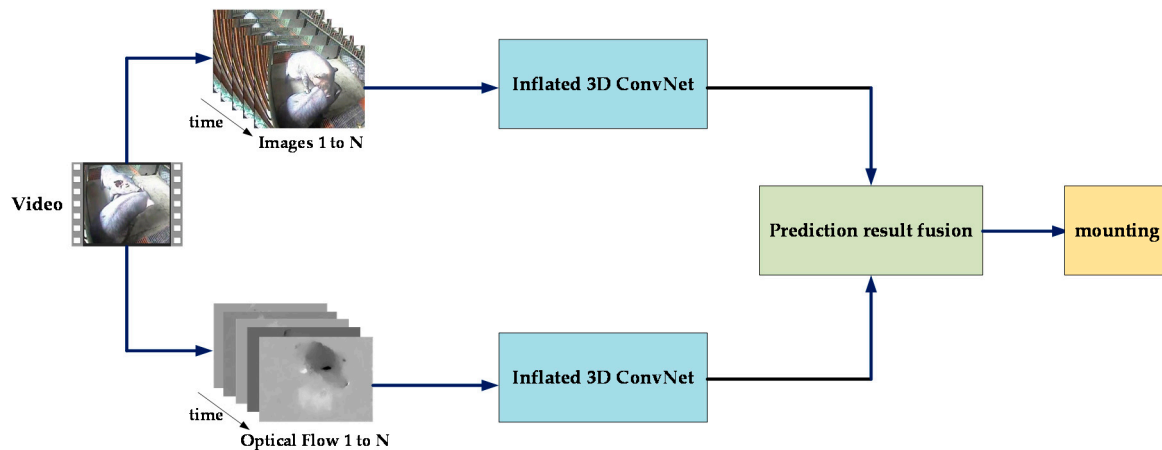 time
Images 1 to N
Inflated 3D ConvNet
Video
Prediction result fusion
mounting
time
Optical Flow 1 to N
Inflated 3D ConvNet